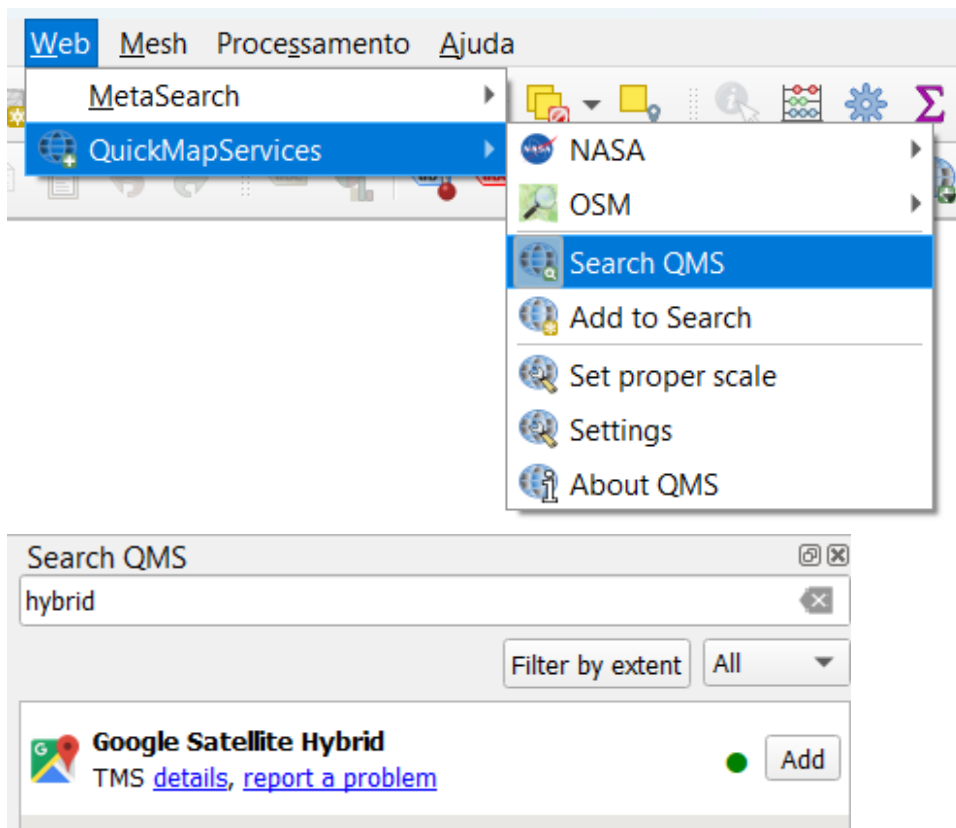 Web Mesh Processamento Ajuda
MetaSearch
QuickMapServices
NASA
OSM
Search QMS
Add to Search
Set proper scale
Settings
About QMS
Search QMS
hybrid
Filter by extent All
G
Google Satellite Hybrid
TMS details, report a problem
Add